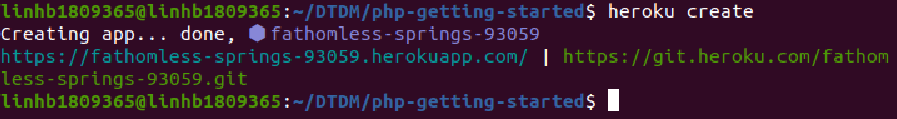 linhb1809365@linhb1809365:~/DTDM/php-getting-started$ heroku create
Creating app... done, ⬢ fathomless-springs-93059
https://fathomless-springs-93059.herokuapp.com/ | https://git.heroku.com/fathom
less-springs-93059.git
linhb1809365@linhb1809365:~/DTDM/php-getting-started$